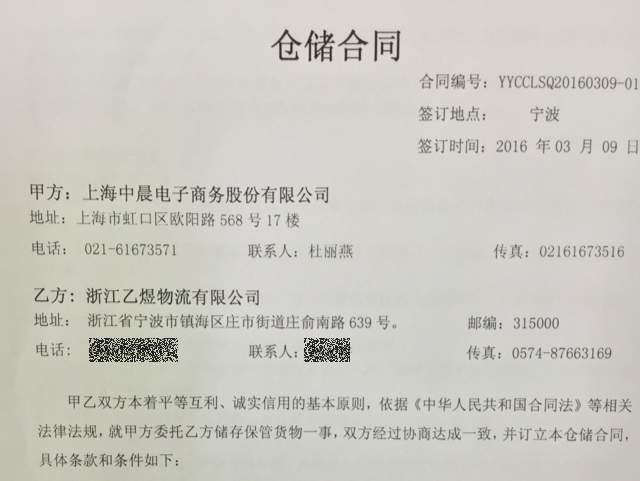 仓储合同
合同编号：YYCCLSQ20160309-01
签订地点： 宁波
签订时间：2016 年 03 月 09 日
甲方：上海中晨电子商务股份有限公司
地址：上海市虹口区欧阳路 568 号 17 楼
电话： 021-61673571 联系人：杜丽燕 传真：02161673516
乙方：浙江乙煜物流有限公司
地址： 浙江省宁波市镇海区庄市街道庄俞南路 639 号。 邮编：315000
电话： 联系人： 传真：0574-87663169
甲乙双方本着平等互利、诚实信用的基本原则，依据《中华人民共和国合同法》等相关
法律法规，就甲方委托乙方储存保管货物一事，双方经过协商达成一致，并订立本仓储合同，
具体条款和条件如下：